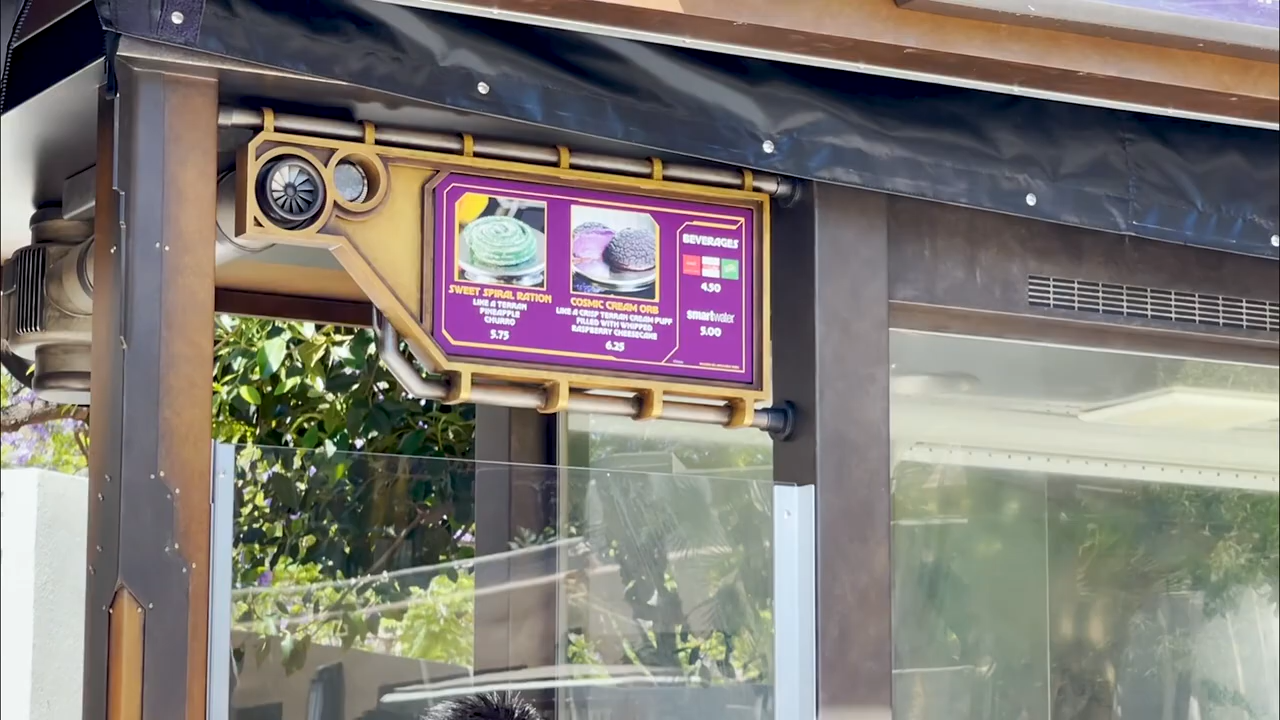 SWEET SPIRAL RATION
LIKE A TERRAN
PINEAPPLE
CHURRO
5.75
COSMIC CREAM ORB
LIKE A CRISP TERRAN CREAM PUFF
FILLED WITH WHIPPED
RASPBERRY CHEESECAKE
6.25
BEVERAGES
4.50
smartwater
5.00